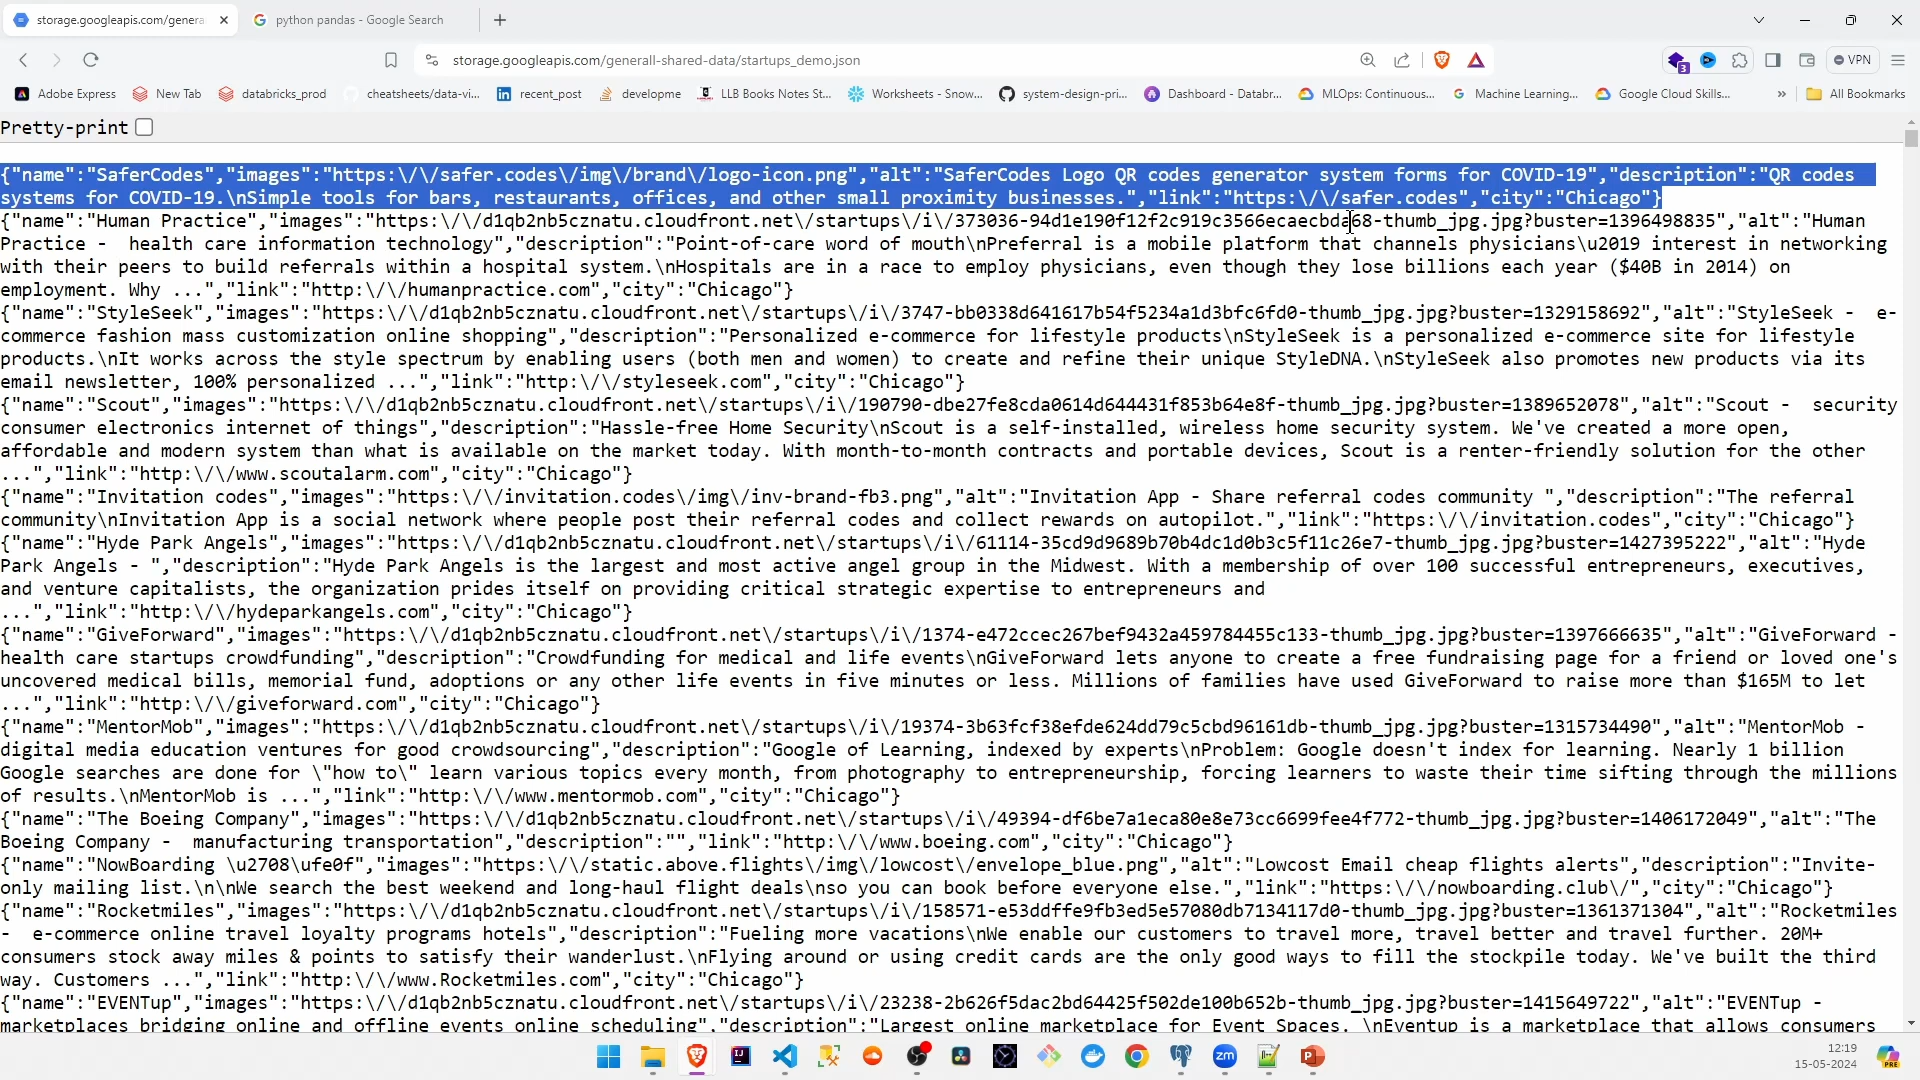 storage.googleapis.com/genera
python pandas - Google Search
storage.googleapis.com/generall-shared-data/startups_demo.json
3
VPN
Adobe Express
New Tab
databricks_prod
cheatsheets/data-vi...
recent_post
developme
LLB Books Notes St...
Worksheets - Snow...
system-design-pri...
Dashboard - Databr...
MLOps: Continuous...
Machine Learning...
Google Cloud Skills...
»
All Bookmarks
Pretty-print
{"name":"SaferCodes","images":"https:\/\/safer.codes\/img\/brand\/logo-icon.png","alt":"SaferCodes Logo QR codes generator system forms for COVID-19","description":"QR codes
systems for COVID-19.\nSimple tools for bars, restaurants, offices, and other small proximity businesses.","link":"https:\/\/safer.codes","city":"Chicago"}
{"name":"Human Practice","images":"https:\/\/d1qb2nb5cznatu.cloudfront.net\/startups\/i\/373036-94d1e190f12f2c919c3566ecaecbda68-thumb_jpg.jpg?buster=1396498835","alt":"Human
Practice -  health care information technology","description":"Point-of-care word of mouth\nPreferral is a mobile platform that channels physicians\u2019 interest in networking
with their peers to build referrals within a hospital system.\nHospitals are in a race to employ physicians, even though they lose billions each year ($40B in 2014) on
employment. Why ...","link":"http:\/\/humanpractice.com","city":"Chicago"}
{"name":"StyleSeek","images":"https:\/\/d1qb2nb5cznatu.cloudfront.net\/startups\/i\/3747-bb0338d641617b54f5234a1d3bfc6fd0-thumb_jpg.jpg?buster=1329158692","alt":"StyleSeek -  e-
commerce fashion mass customization online shopping","description":"Personalized e-commerce for lifestyle products\nStyleSeek is a personalized e-commerce site for lifestyle
products.\nIt works across the style spectrum by enabling users (both men and women) to create and refine their unique StyleDNA.\nStyleSeek also promotes new products via its
email newsletter, 100% personalized ...","link":"http:\/\/styleseek.com","city":"Chicago"}
{"name":"Scout","images":"https:\/\/d1qb2nb5cznatu.cloudfront.net\/startups\/i\/190790-dbe27fe8cda0614d644431f853b64e8f-thumb_jpg.jpg?buster=1389652078","alt":"Scout -  security
consumer electronics internet of things","description":"Hassle-free Home Security\nScout is a self-installed, wireless home security system. We've created a more open,
affordable and modern system than what is available on the market today. With month-to-month contracts and portable devices, Scout is a renter-friendly solution for the other
...","link":"http:\/\/www.scoutalarm.com","city":"Chicago"}
{"name":"Invitation codes","images":"https:\/\/invitation.codes\/img\/inv-brand-fb3.png","alt":"Invitation App - Share referral codes community ","description":"The referral
community\nInvitation App is a social network where people post their referral codes and collect rewards on autopilot.","link":"https:\/\/invitation.codes","city":"Chicago"}
{"name":"Hyde Park Angels","images":"https:\/\/d1qb2nb5cznatu.cloudfront.net\/startups\/i\/61114-35cd9d9689b70b4dc1d0b3c5f11c26e7-thumb_jpg.jpg?buster=1427395222","alt":"Hyde
Park Angels - ","description":"Hyde Park Angels is the largest and most active angel group in the Midwest. With a membership of over 100 successful entrepreneurs, executives,
and venture capitalists, the organization prides itself on providing critical strategic expertise to entrepreneurs and
...","link":"http:\/\/hydeparkangels.com","city":"Chicago"}
{"name":"GiveForward","images":"https:\/\/d1qb2nb5cznatu.cloudfront.net\/startups\/i\/1374-e472ccec267bef9432a459784455c133-thumb_jpg.jpg?buster=1397666635","alt":"GiveForward -
health care startups crowdfunding","description":"Crowdfunding for medical and life events\nGiveForward lets anyone to create a free fundraising page for a friend or loved one's
uncovered medical bills, memorial fund, adoptions or any other life events in five minutes or less. Millions of families have used GiveForward to raise more than $165M to let
...","link":"http:\/\/giveforward.com","city":"Chicago"}
{"name":"MentorMob","images":"https:\/\/d1qb2nb5cznatu.cloudfront.net\/startups\/i\/19374-3b63fcf38efde624dd79c5cbd96161db-thumb_jpg.jpg?buster=1315734490","alt":"MentorMob -
digital media education ventures for good crowdsourcing","description":"Google of Learning, indexed by experts\nProblem: Google doesn't index for learning. Nearly 1 billion
Google searches are done for \"how to\" learn various topics every month, from photography to entrepreneurship, forcing learners to waste their time sifting through the millions
of results.\nMentorMob is ...","link":"http:\/\/www.mentormob.com","city":"Chicago"}
{"name":"The Boeing Company","images":"https:\/\/d1qb2nb5cznatu.cloudfront.net\/startups\/i\/49394-df6be7a1eca80e8e73cc6699fee4f772-thumb_jpg.jpg?buster=1406172049","alt":"The
Boeing Company -  manufacturing transportation","description":"","link":"http:\/\/www.boeing.com","city":"Chicago"}
{"name":"NowBoarding \u2708\ufe0f","images":"https:\/\/static.above.flights\/img\/lowcost\/envelope_blue.png","alt":"Lowcost Email cheap flights alerts","description":"Invite-
only mailing list.\n\nWe search the best weekend and long-haul flight deals\nso you can book before everyone else.","link":"https:\/\/nowboarding.club\/","city":"Chicago"}
{"name":"Rocketmiles","images":"https:\/\/d1qb2nb5cznatu.cloudfront.net\/startups\/i\/158571-e53ddffe9fb3ed5e57080db7134117d0-thumb_jpg.jpg?buster=1361371304","alt":"Rocketmiles
-  e-commerce online travel loyalty programs hotels","description":"Fueling more vacations\nWe enable our customers to travel more, travel better and travel further. 20M+
consumers stock away miles & points to satisfy their wanderlust.\nFlying around or using credit cards are the only good ways to fill the stockpile today. We've built the third
way. Customers ...","link":"http:\/\/www.Rocketmiles.com","city":"Chicago"}
{"name":"EVENTup","images":"https:\/\/d1qb2nb5cznatu.cloudfront.net\/startups\/i\/23238-2b626f5dac2bd64425f502de100b652b-thumb_jpg.jpg?buster=1415649722","alt":"EVENTup -
marketplaces bridging online and offline events online scheduling","description":"Largest online marketplace for Event Spaces. \nEventup is a marketplace that allows consumers
zm
12:19
15-05-2024
PRE